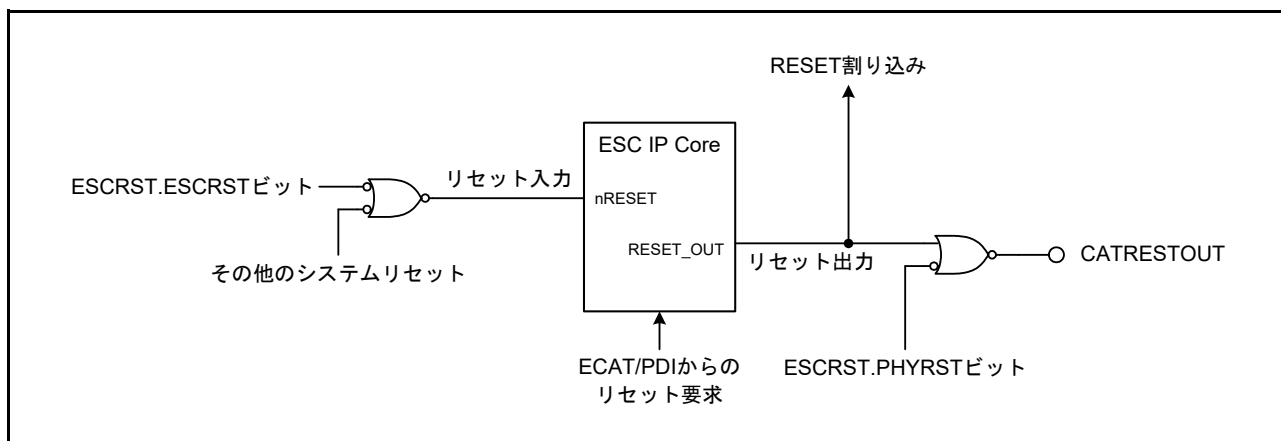 RESET割り込み
ESC IP Core
ESCRST.ESCRSTビット
リセット入力
nRESET
その他のシステムリセット
RESET_OUT
リセット出力
CATRESTOUT
ECAT/PDIからの
リセット要求
ESCRST.PHYRSTビット